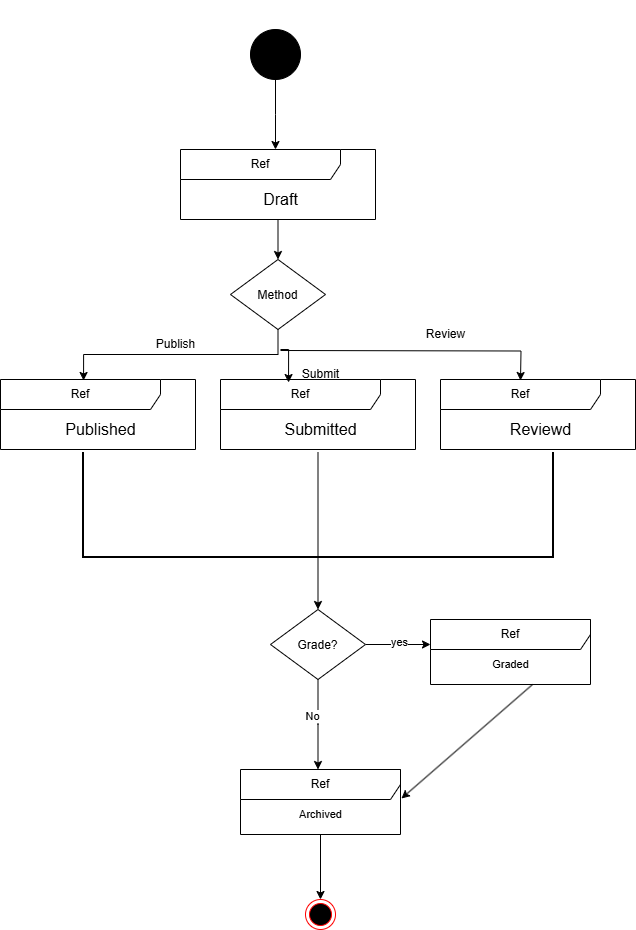 Ref
Draft
Method
Publish
Review
Submit
Ref
Ref
Ref
Published
Submitted
Reviewd
Grade?
yes
Ref
Graded
No
Ref
Archived